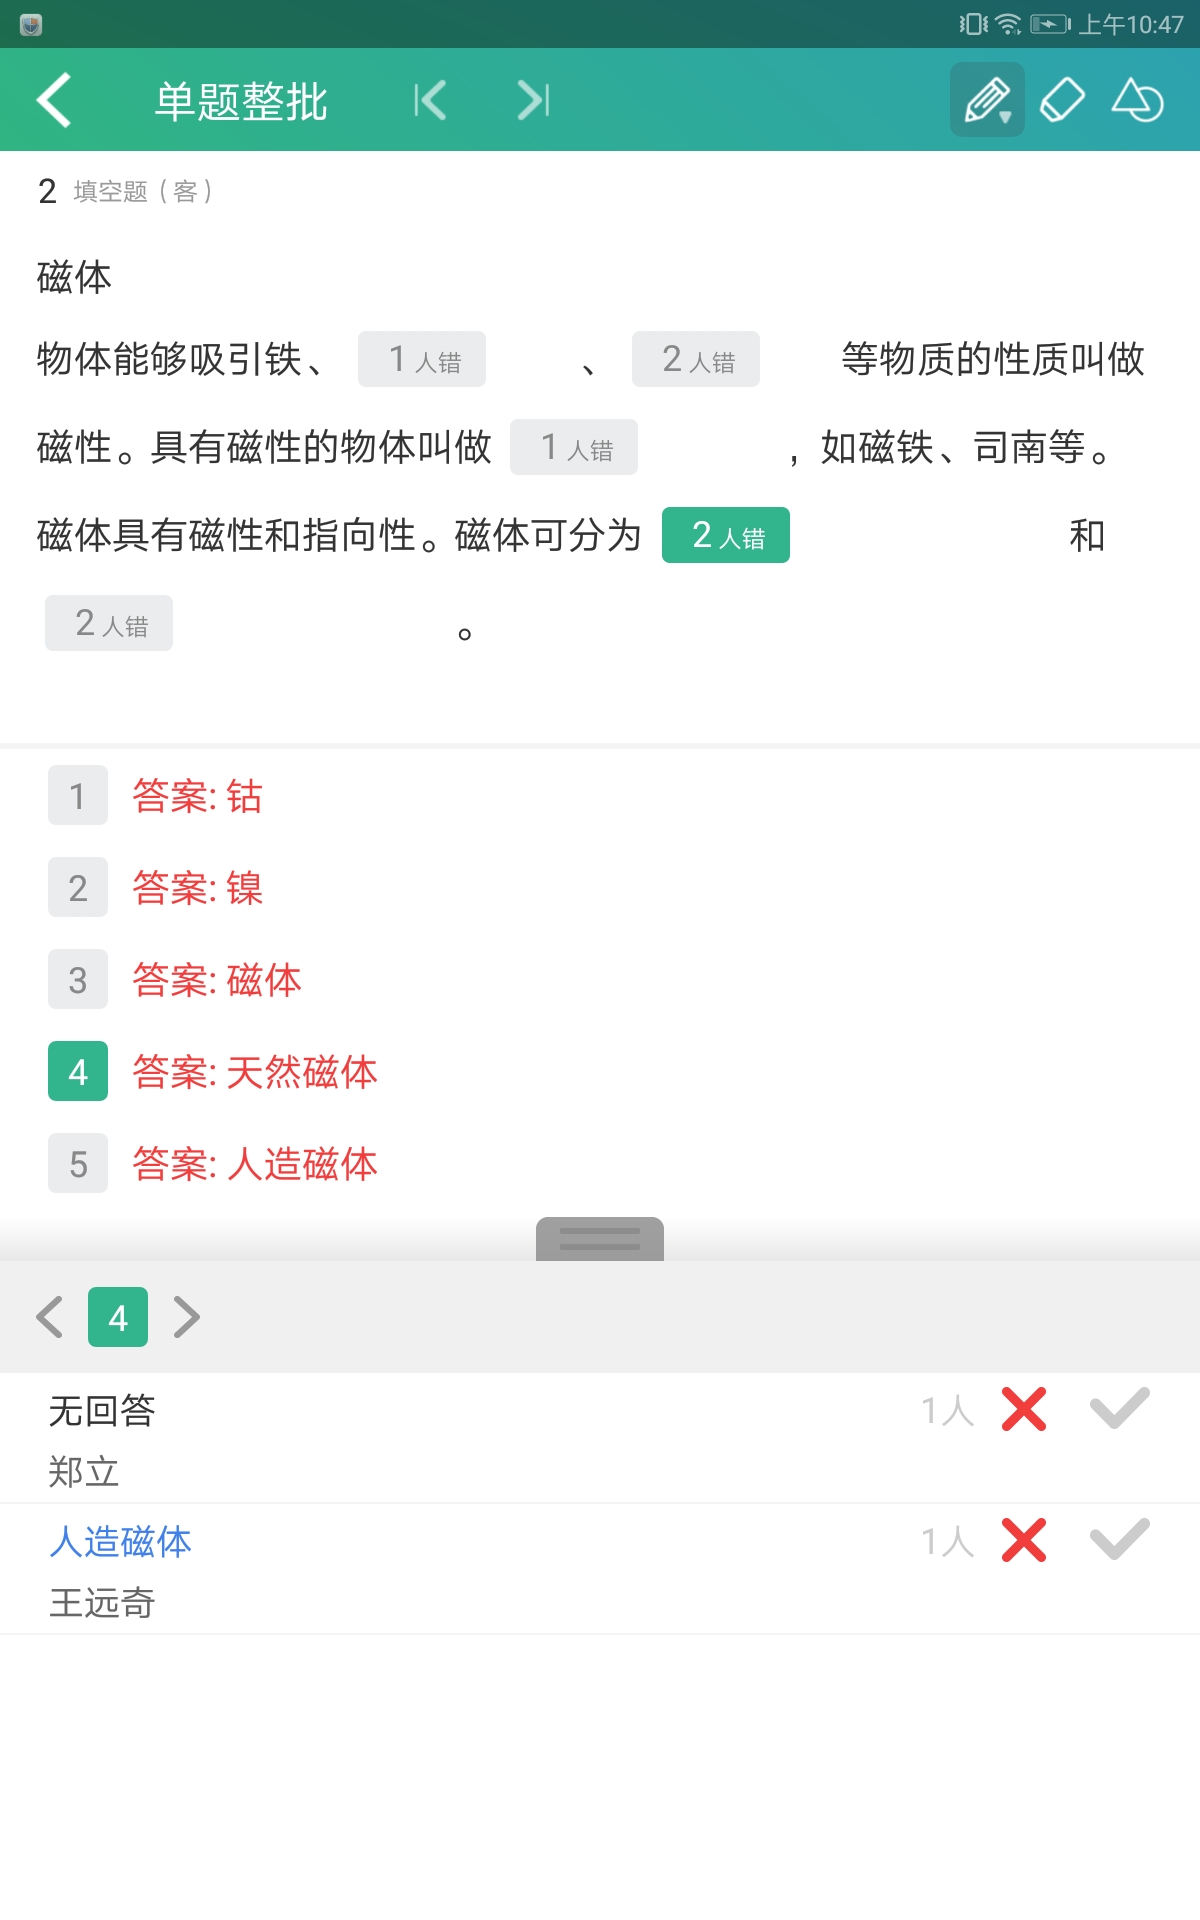 上午10:47
单题整批
2 填空题（客）
磁体
物体能够吸引铁、 1人错 、 2人错 等物质的性质叫做
磁性。具有磁性的物体叫做 1人错 ，如磁铁、司南等。
磁体具有磁性和指向性。磁体可分为 2人错 和
2人错 。
1 答案: 钴
2 答案: 镍
3 答案: 磁体
4 答案: 天然磁体
5 答案: 人造磁体
4
无回答 1人
郑立
人造磁体 1人
王远奇